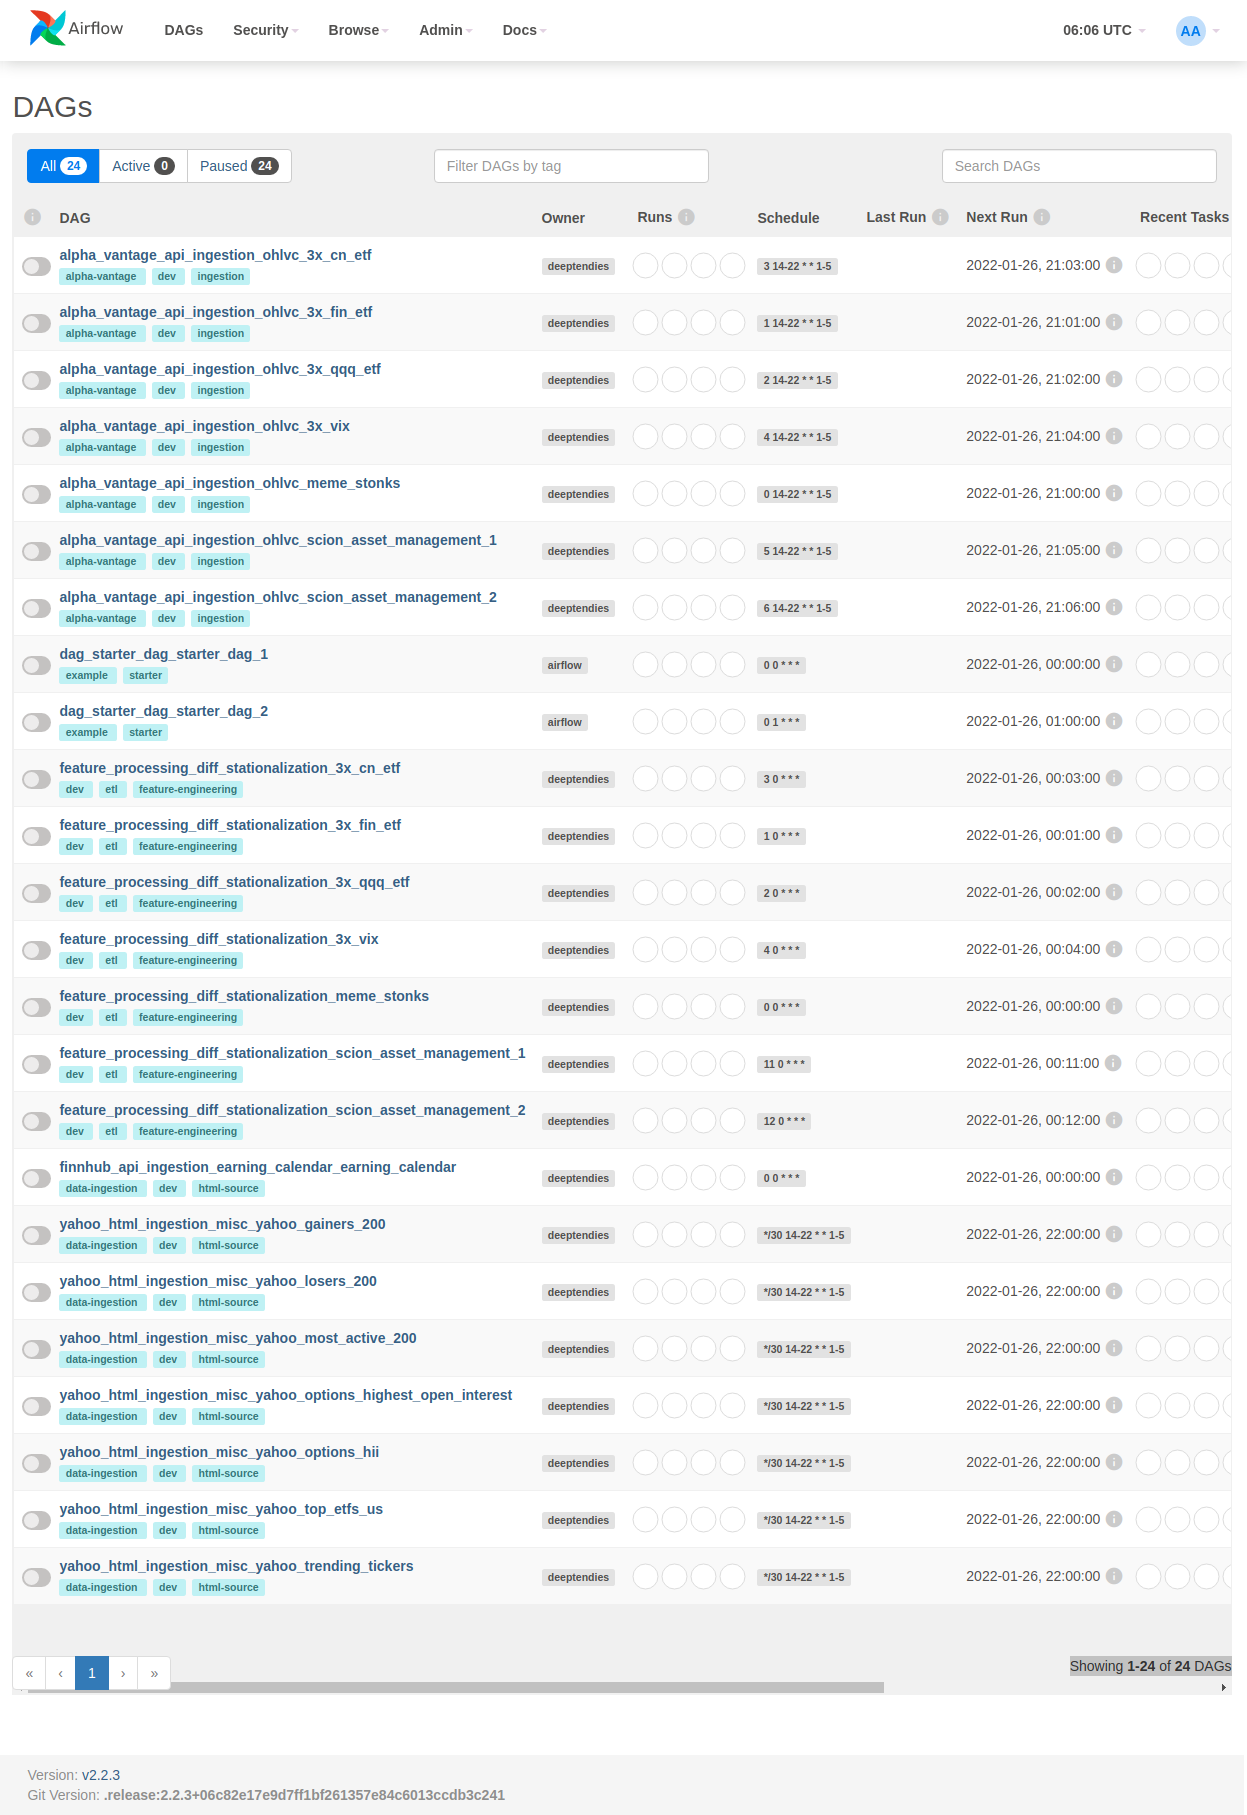 Airflow DAGs Security Browse Admin Docs 06:06 UTC AA
DAGs
All 24 Active 0 Paused 24 Filter DAGs by tag Search DAGs
DAG Owner Runs Schedule Last Run Next Run Recent Tasks
alpha_vantage_api_ingestion_ohlvc_3x_cn_etf
alpha-vantage dev ingestion deeptendies 3 14-22 * * 1-5 2022-01-26, 21:03:00
alpha_vantage_api_ingestion_ohlvc_3x_fin_etf
alpha-vantage dev ingestion deeptendies 1 14-22 * * 1-5 2022-01-26, 21:01:00
alpha_vantage_api_ingestion_ohlvc_3x_qqq_etf
alpha-vantage dev ingestion deeptendies 2 14-22 * * 1-5 2022-01-26, 21:02:00
alpha_vantage_api_ingestion_ohlvc_3x_vix
alpha-vantage dev ingestion deeptendies 4 14-22 * * 1-5 2022-01-26, 21:04:00
alpha_vantage_api_ingestion_ohlvc_meme_stonks
alpha-vantage dev ingestion deeptendies 0 14-22 * * 1-5 2022-01-26, 21:00:00
alpha_vantage_api_ingestion_ohlvc_scion_asset_management_1
alpha-vantage dev ingestion deeptendies 5 14-22 * * 1-5 2022-01-26, 21:05:00
alpha_vantage_api_ingestion_ohlvc_scion_asset_management_2
alpha-vantage dev ingestion deeptendies 6 14-22 * * 1-5 2022-01-26, 21:06:00
dag_starter_dag_starter_dag_1
example starter airflow 0 0 * * * 2022-01-26, 00:00:00
dag_starter_dag_starter_dag_2
example starter airflow 0 1 * * * 2022-01-26, 01:00:00
feature_processing_diff_stationalization_3x_cn_etf
dev etl feature-engineering deeptendies 3 0 * * * 2022-01-26, 00:03:00
feature_processing_diff_stationalization_3x_fin_etf
dev etl feature-engineering deeptendies 1 0 * * * 2022-01-26, 00:01:00
feature_processing_diff_stationalization_3x_qqq_etf
dev etl feature-engineering deeptendies 2 0 * * * 2022-01-26, 00:02:00
feature_processing_diff_stationalization_3x_vix
dev etl feature-engineering deeptendies 4 0 * * * 2022-01-26, 00:04:00
feature_processing_diff_stationalization_meme_stonks
dev etl feature-engineering deeptendies 0 0 * * * 2022-01-26, 00:00:00
feature_processing_diff_stationalization_scion_asset_management_1
dev etl feature-engineering deeptendies 11 0 * * * 2022-01-26, 00:11:00
feature_processing_diff_stationalization_scion_asset_management_2
dev etl feature-engineering deeptendies 12 0 * * * 2022-01-26, 00:12:00
finnhub_api_ingestion_earning_calendar_earning_calendar
data-ingestion dev html-source deeptendies 0 0 * * * 2022-01-26, 00:00:00
yahoo_html_ingestion_misc_yahoo_gainers_200
data-ingestion dev html-source deeptendies */30 14-22 * * 1-5 2022-01-26, 22:00:00
yahoo_html_ingestion_misc_yahoo_losers_200
data-ingestion dev html-source deeptendies */30 14-22 * * 1-5 2022-01-26, 22:00:00
yahoo_html_ingestion_misc_yahoo_most_active_200
data-ingestion dev html-source deeptendies */30 14-22 * * 1-5 2022-01-26, 22:00:00
yahoo_html_ingestion_misc_yahoo_options_highest_open_interest
data-ingestion dev html-source deeptendies */30 14-22 * * 1-5 2022-01-26, 22:00:00
yahoo_html_ingestion_misc_yahoo_options_hii
data-ingestion dev html-source deeptendies */30 14-22 * * 1-5 2022-01-26, 22:00:00
yahoo_html_ingestion_misc_yahoo_top_etfs_us
data-ingestion dev html-source deeptendies */30 14-22 * * 1-5 2022-01-26, 22:00:00
yahoo_html_ingestion_misc_yahoo_trending_tickers
data-ingestion dev html-source deeptendies */30 14-22 * * 1-5 2022-01-26, 22:00:00
« ‹ 1 › » Showing 1-24 of 24 DAGs
Version: v2.2.3
Git Version: .release:2.2.3+06c82e17e9d7ff1bf261357e84c6013ccdb3c241